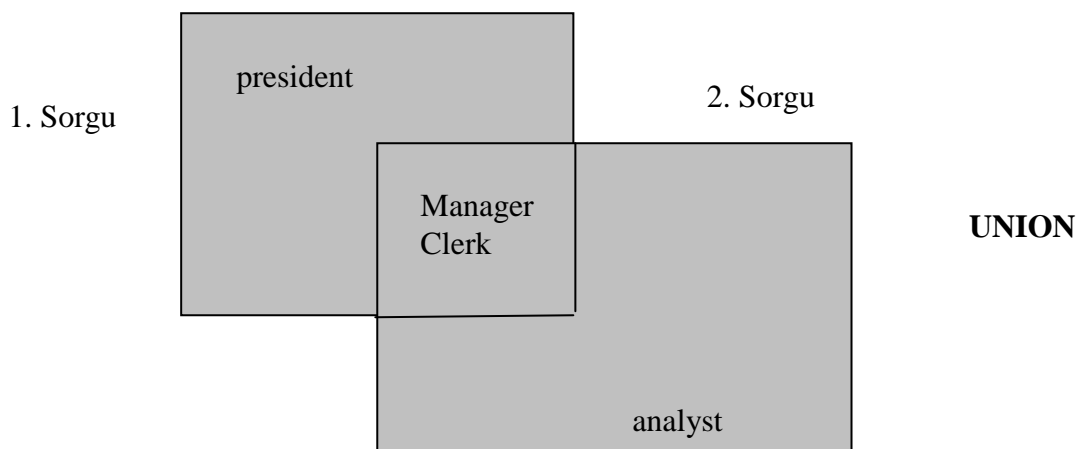 president
1. Sorgu
2. Sorgu
Manager
Clerk
UNION
analyst